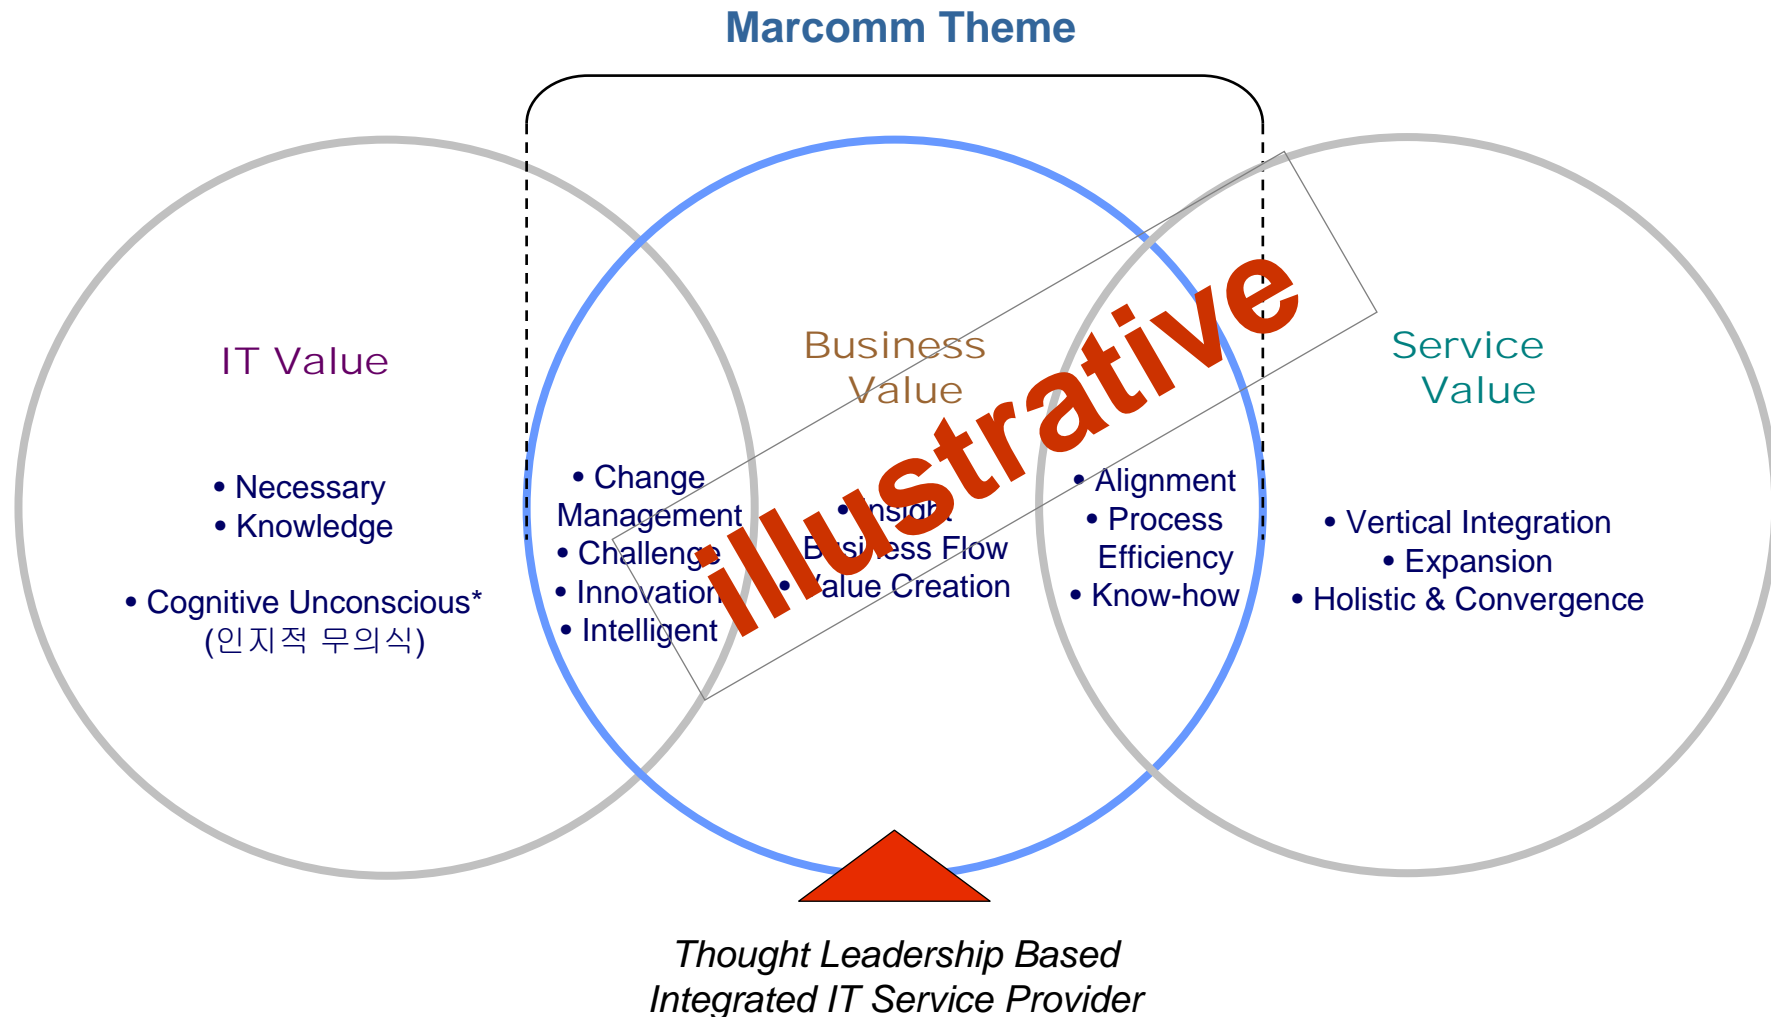 Marcomm Theme
IT Value
• Necessary
• Knowledge
• Cognitive Unconscious*
(인지적 무의식)
• Change
Management
• Challenge
• Innovation
• Intelligent
Business
Value
• Insight
Business Flow
• Value Creation
• Alignment
• Process
Efficiency
• Know-how
Service
Value
• Vertical Integration
• Expansion
• Holistic & Convergence
illustrative
Thought Leadership Based
Integrated IT Service Provider